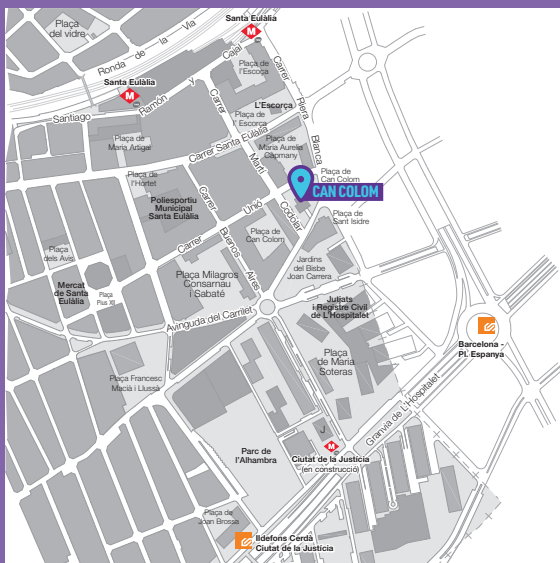 Plaça
del vidre
Ronda de la Via
Santa Eulàlia
M
Santa Eulàlia
M
Santiago Ramón y Cajal
Plaça de
l'Escorça
Carrer Riera Blanca
L'Escorça
Plaça de
l' Escorça
Carrer Martí Codolar
Plaça de
Maria Artigal
Carrer Santa Eulàlia
Plaça de
Maria Aurelia
Capmany
Plaça de
l'Hortet
Plaça de
Can Colom
CAN COLOM
Poliesportiu
Municipal
Santa Eulàlia
Carrer Unió
Carrer Buenos Aires
Plaça de
Sant Isidre
Plaça de
Can Colom
Plaça
dels Avis
Jardins
del Bisbe
Joan Carrera
Plaça Milagros
Consarnau
i Sabaté
Mercat
de Santa
Eulàlia
Plaça
Pius XII
Avinguda del Carrilet
Jutjats
i Registre Civil
de L'Hospitalet
Barcelona -
Pl. Espanya
Plaça
de Maria
Soteras
Plaça Francesc
Macià i Llussà
Granvia de L'Hospitalet
J
M
Parc de
l'Alhambra
Ciutat de la Justícia
(en construcció)
Plaça de
Joan Brossa
Ildefons Cerdà
Ciutat de la Justícia